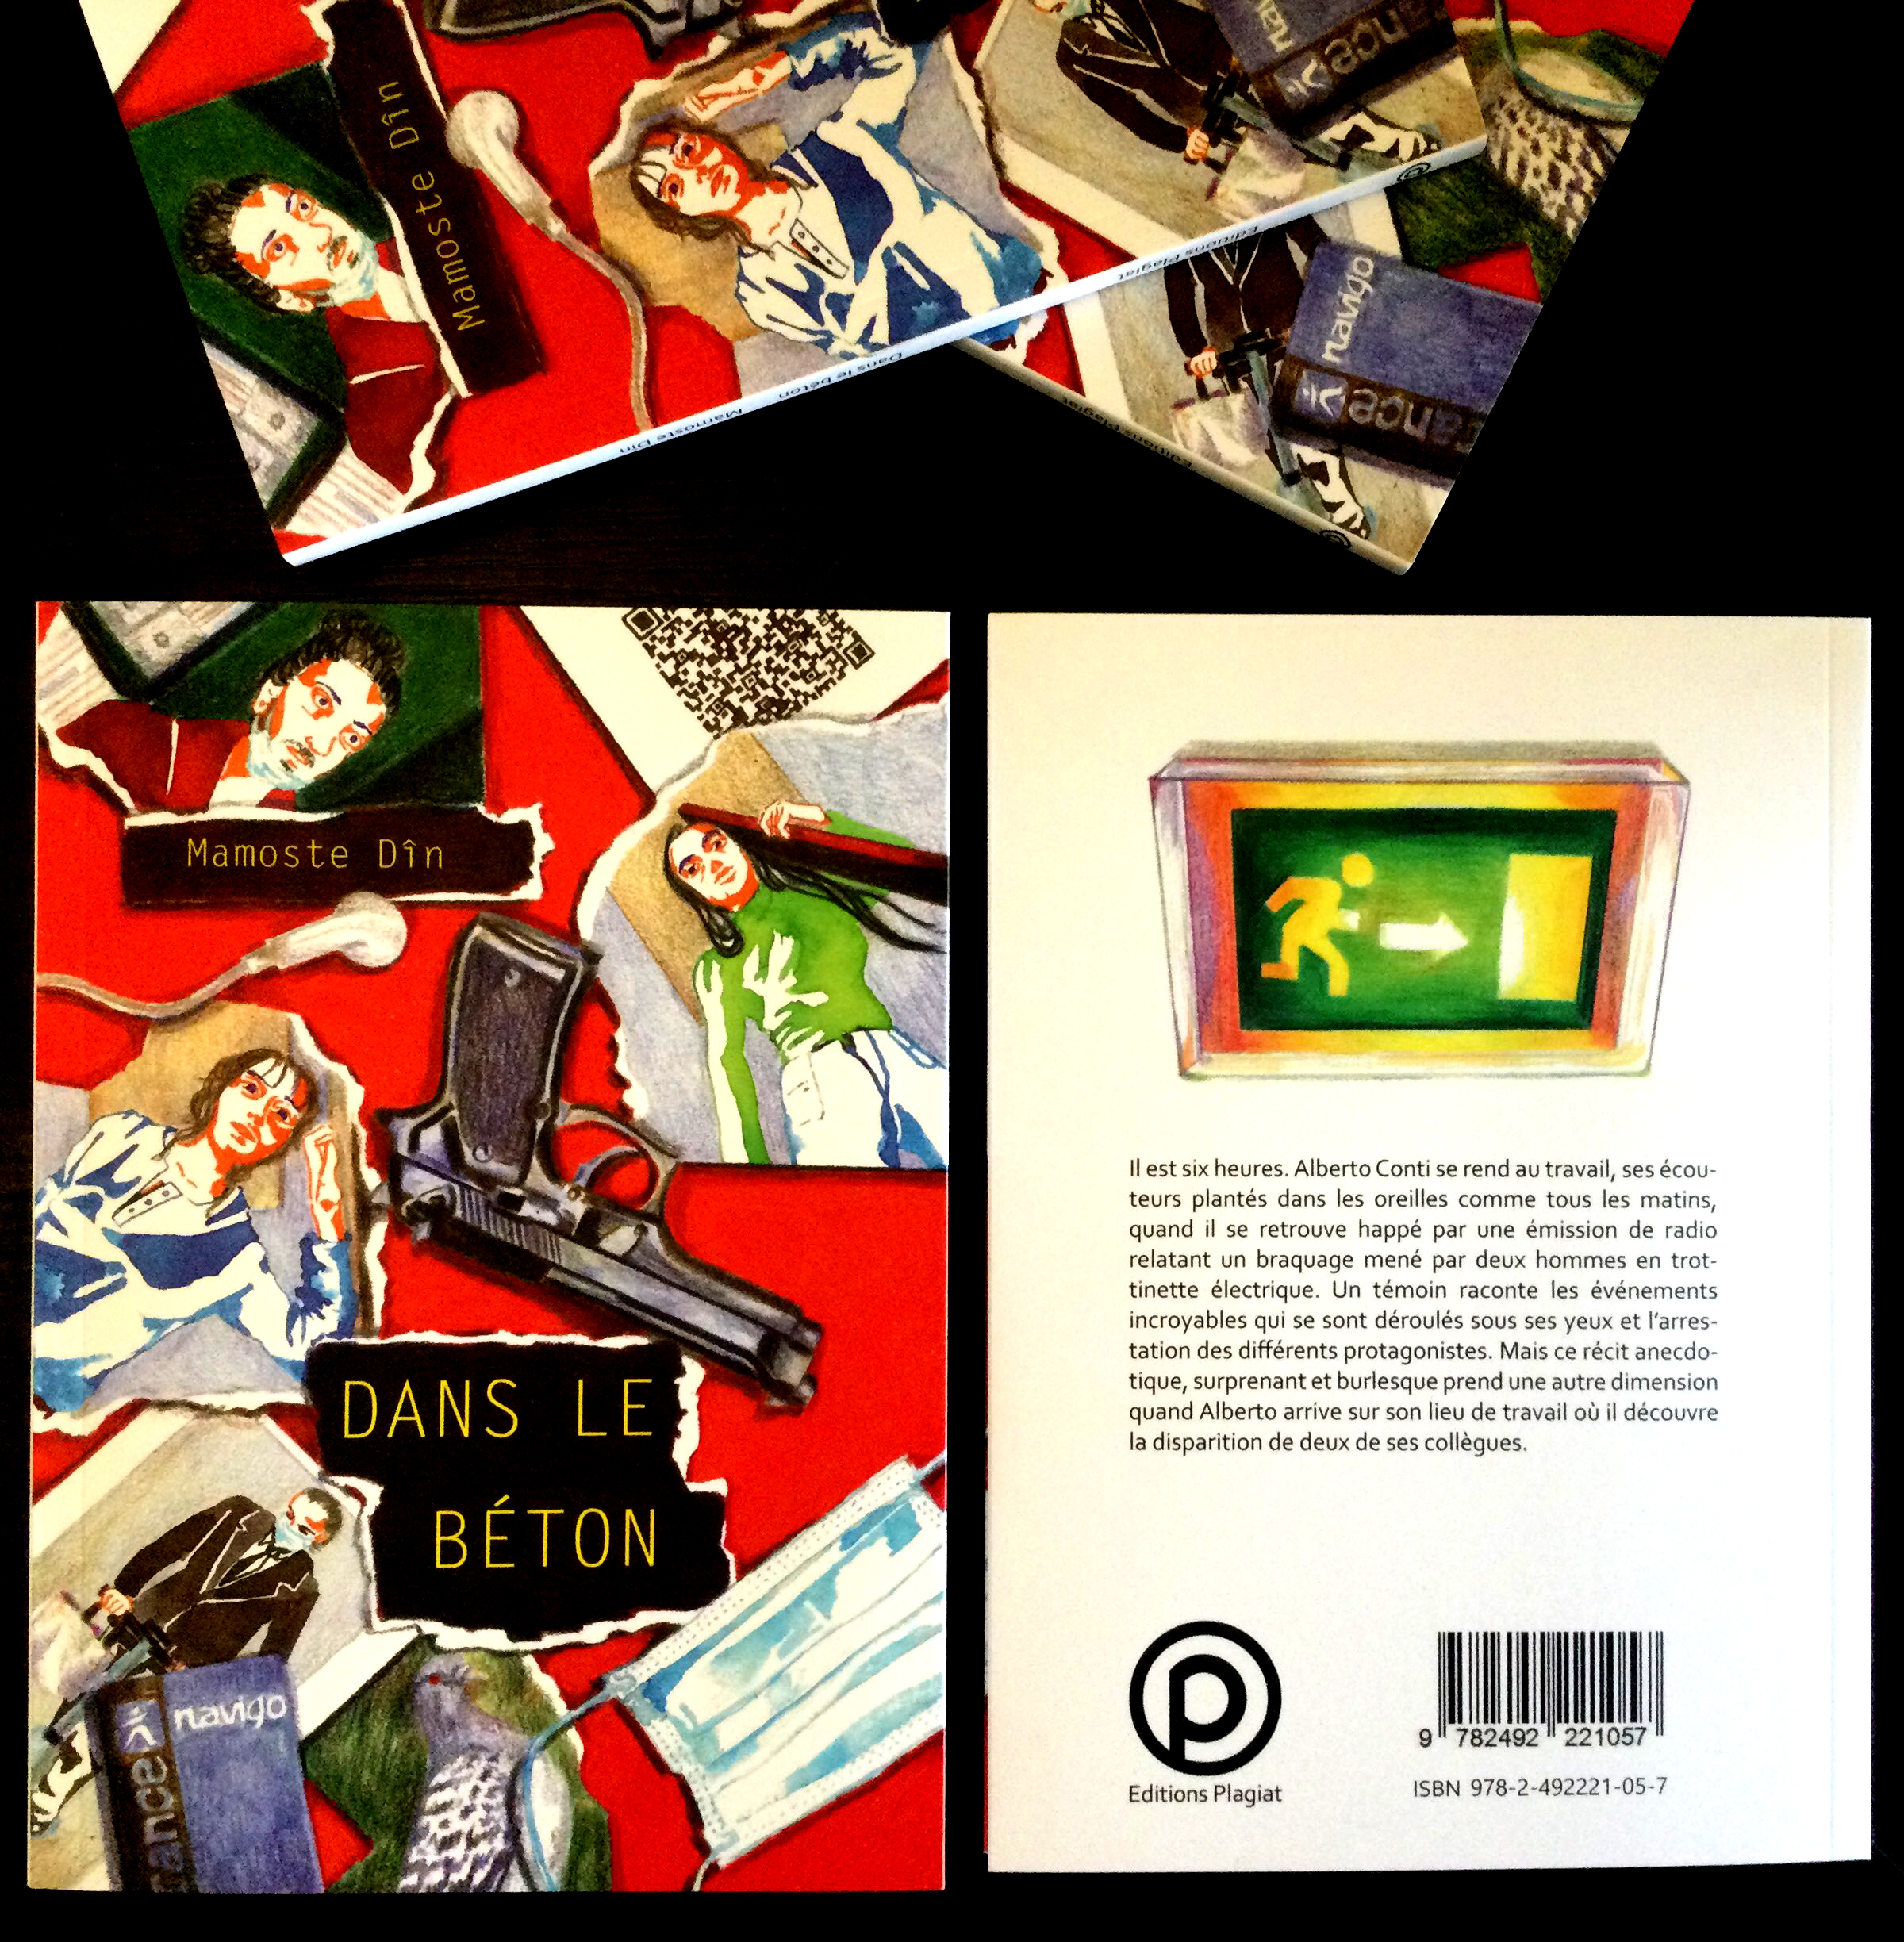 Mamoste Dîn
navigo
ance
Mamoste Dîn
Dans le béton
Editions Plagiat
navigo
rance
Editions Plagiat
Mamoste Dîn
DANS LE
BÉTON
navigo
rance
Il est six heures. Alberto Conti se rend au travail, ses écou-
teurs plantés dans les oreilles comme tous les matins,
quand il se retrouve happé par une émission de radio
relatant un braquage mené par deux hommes en trot-
tinette électrique. Un témoin raconte les événements
incroyables qui se sont déroulés sous ses yeux et l'arres-
tation des différents protagonistes. Mais ce récit anecdo-
tique, surprenant et burlesque prend une autre dimension
quand Alberto arrive sur son lieu de travail où il découvre
la disparition de deux de ses collègues.
Editions Plagiat
9 782492 221057
ISBN 978-2-492221-05-7